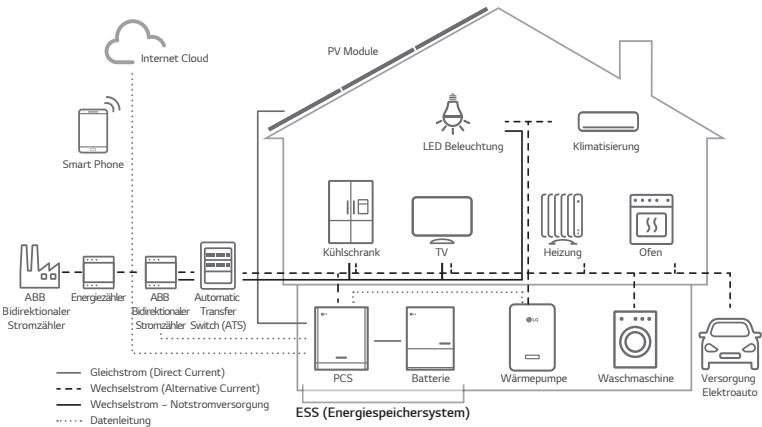 Internet Cloud
PV Module
Smart Phone
LED Beleuchtung
Klimatisierung
Kühlschrank
TV
Heizung
Ofen
ABB
Bidirektionaler
Stromzähler
Energiezähler
ABB
Bidirektionaler
Stromzähler
Automatic
Transfer
Switch (ATS)
LG
PCS
Batterie
Wärmepumpe
Waschmaschine
Versorgung
Elektroauto
Gleichstrom (Direct Current)
Wechselstrom (Alternative Current)
Wechselstrom – Notstromversorgung
Datenleitung
ESS (Energiespeichersystem)